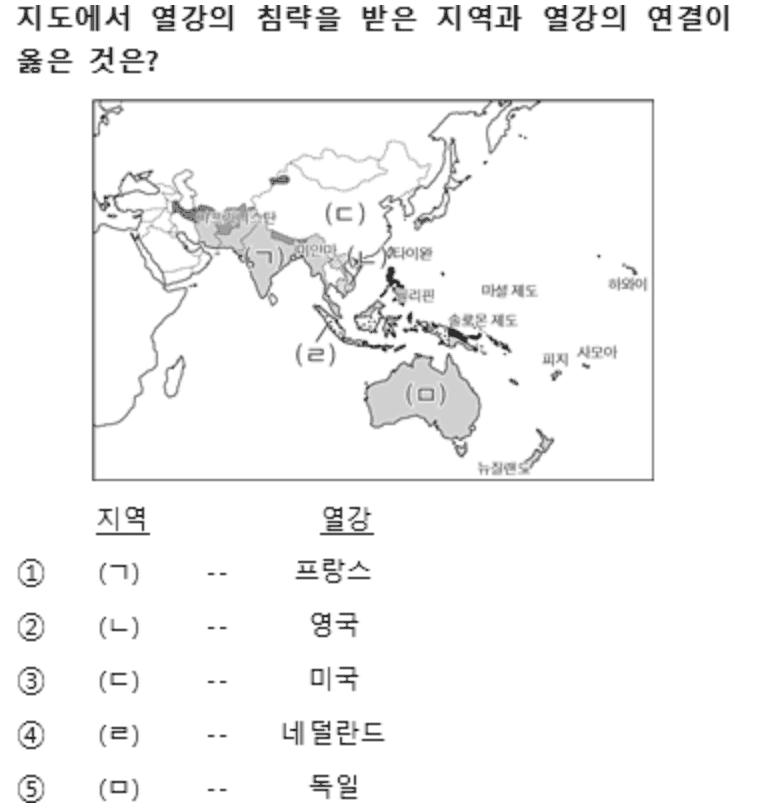 지도에서 열강의 침략을 받은 지역과 열강의 연결이
옳은 것은?
(ㄷ)
(ㄱ) 미얀마 (ㄴ) 타이완
하와이
필리핀 마셜 제도
솔로몬 제도
(ㄹ)
피지 사모아
(ㅁ)
뉴질랜드
지역 열강
① (ㄱ) -- 프랑스
② (ㄴ) -- 영국
③ (ㄷ) -- 미국
④ (ㄹ) -- 네덜란드
⑤ (ㅁ) -- 독일